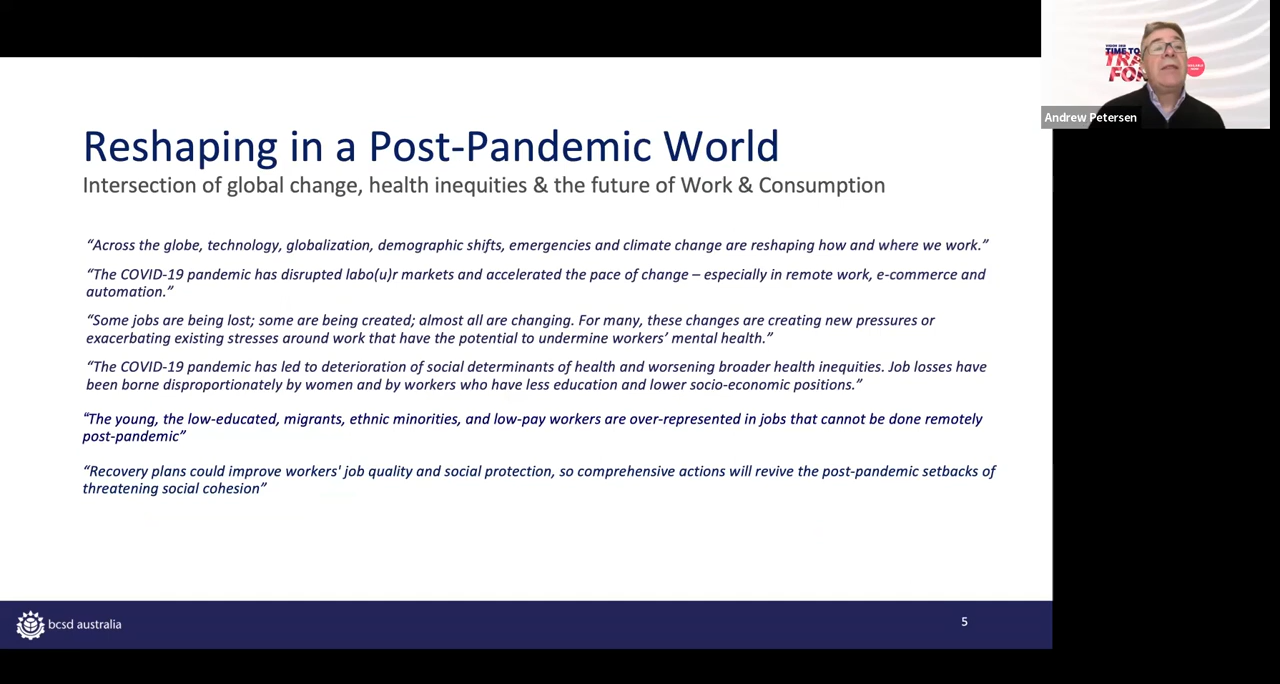 Reshaping in a Post-Pandemic World
Intersection of global change, health inequities & the future of Work & Consumption
“Across the globe, technology, globalization, demographic shifts, emergencies and climate change are reshaping how and where we work.”
“The COVID-19 pandemic has disrupted labo(u)r markets and accelerated the pace of change – especially in remote work, e-commerce and
automation.”
“Some jobs are being lost; some are being created; almost all are changing. For many, these changes are creating new pressures or
exacerbating existing stresses around work that have the potential to undermine workers’ mental health.”
“The COVID-19 pandemic has led to deterioration of social determinants of health and worsening broader health inequities. Job losses have
been borne disproportionately by women and by workers who have less education and lower socio-economic positions.”
“The young, the low-educated, migrants, ethnic minorities, and low-pay workers are over-represented in jobs that cannot be done remotely
post-pandemic”
“Recovery plans could improve workers' job quality and social protection, so comprehensive actions will revive the post-pandemic setbacks of
threatening social cohesion”
bcsd australia
5
TIME TO
Andrew Petersen